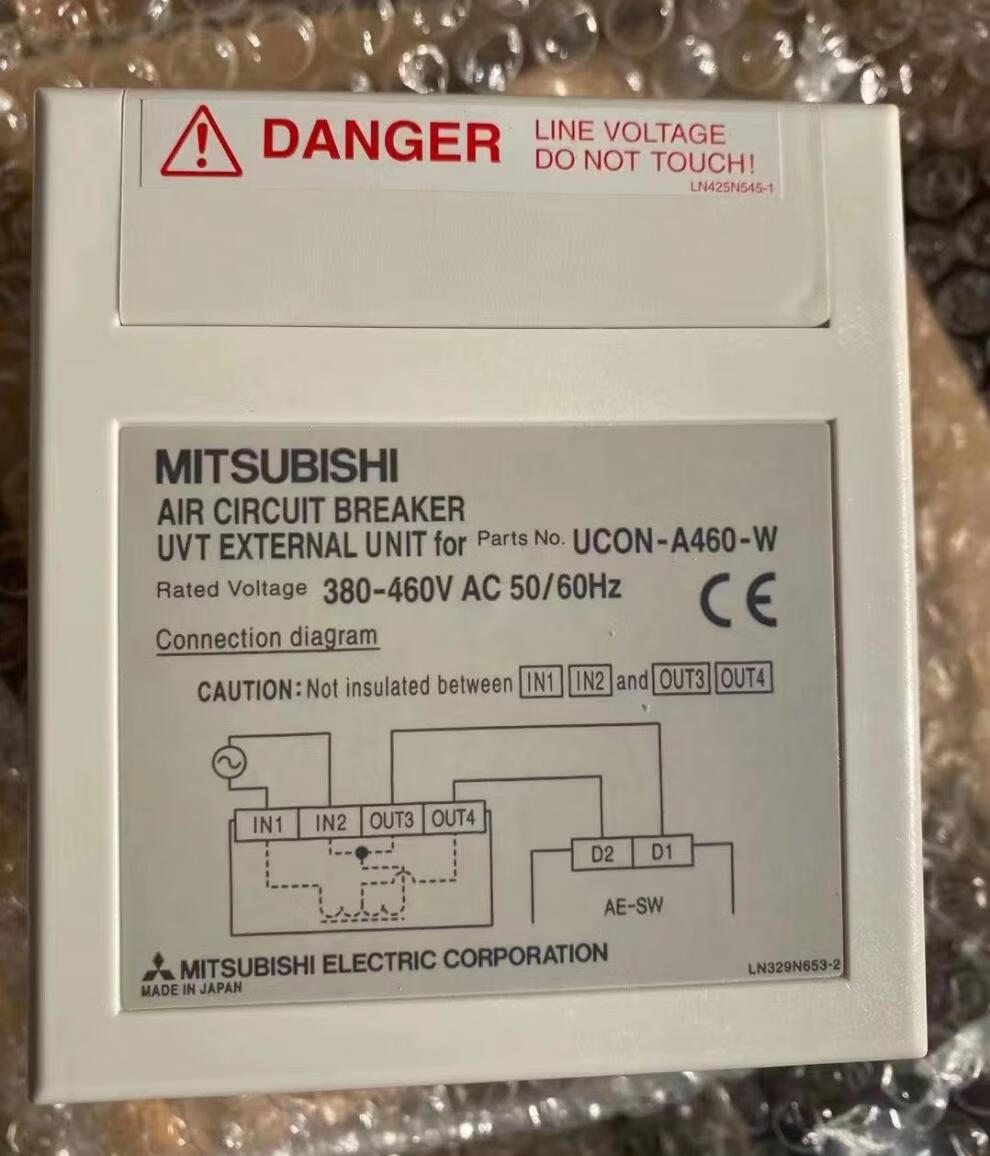 DANGER
LINE VOLTAGE
DO NOT TOUCH!
LN425N545-1
MITSUBISHI
AIR CIRCUIT BREAKER
UVT EXTERNAL UNIT for Parts No. UCON-A460-W
Rated Voltage 380-460V AC 50/60Hz
CE
Connection diagram
CAUTION: Not insulated between IN1 IN2 and OUT3 OUT4
IN1 IN2 OUT3 OUT4
D2 D1
AE-SW
MITSUBISHI ELECTRIC CORPORATION
MADE IN JAPAN
LN329N653-2